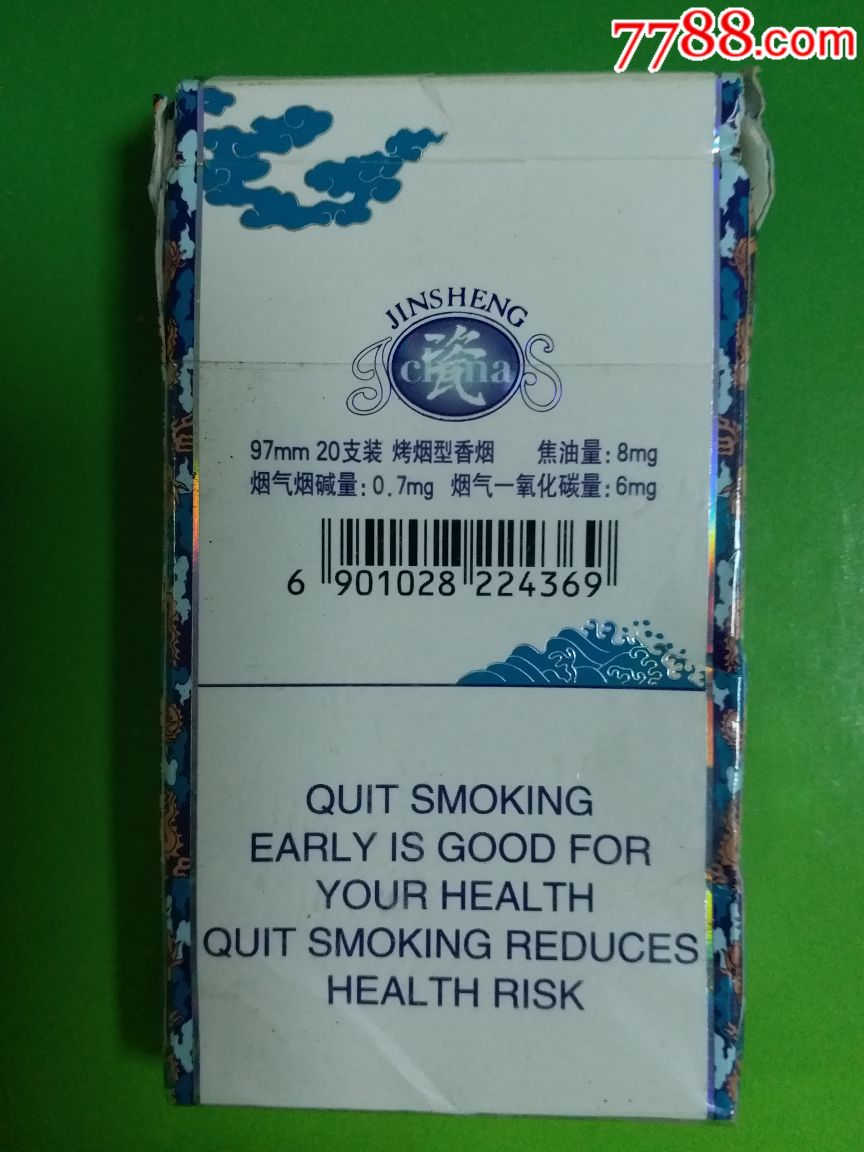 7788.com
JINSHENG
china
瓷
97mm 20支装 烤烟型香烟 焦油量:8mg
烟气烟碱量:0.7mg 烟气一氧化碳量:6mg
6 901028 224369
QUIT SMOKING
EARLY IS GOOD FOR
YOUR HEALTH
QUIT SMOKING REDUCES
HEALTH RISK